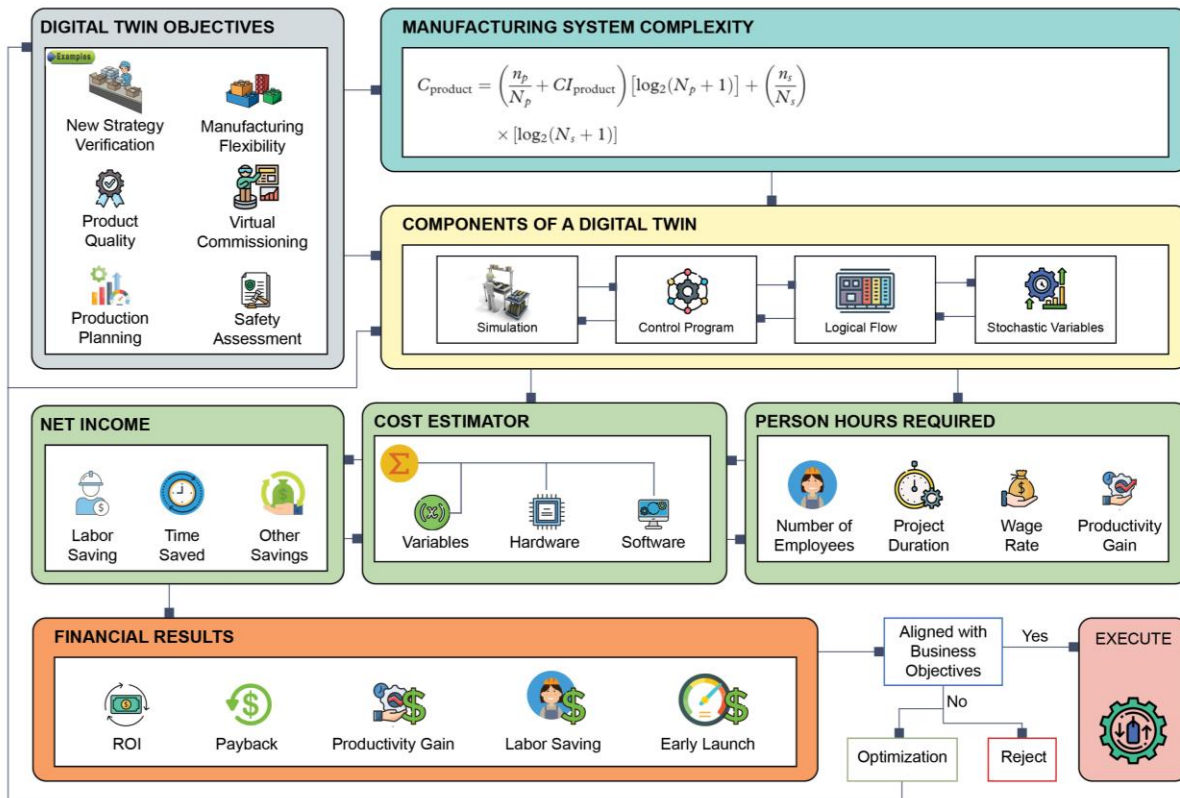 DIGITAL TWIN OBJECTIVES
Examples
New Strategy
Verification
Manufacturing
Flexibility
Product
Quality
Virtual
Commissioning
Production
Planning
Safety
Assessment
MANUFACTURING SYSTEM COMPLEXITY
C_product = (n_p/N_p + CI_product) [log_2(N_p + 1)] + (n_s/N_s)
× [log_2(N_s + 1)]
COMPONENTS OF A DIGITAL TWIN
Simulation
Control Program
Logical Flow
Stochastic Variables
NET INCOME
Labor
Saving
Time
Saved
Other
Savings
COST ESTIMATOR
Σ
(x)
Variables
Hardware
Software
PERSON HOURS REQUIRED
Number of
Employees
Project
Duration
Wage
Rate
Productivity
Gain
FINANCIAL RESULTS
ROI
Payback
Productivity Gain
Labor Saving
Early Launch
Aligned with
Business
Objectives
Yes
No
Optimization
Reject
EXECUTE